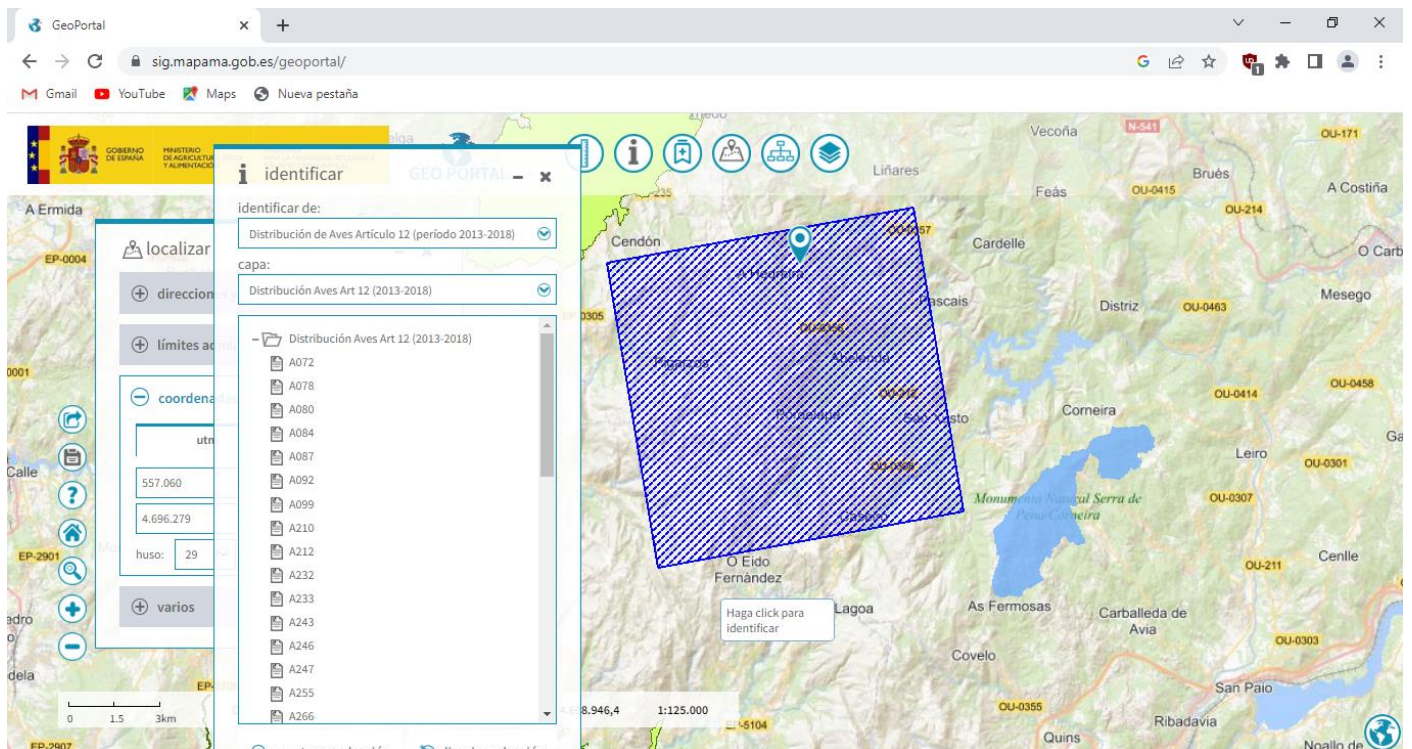 GeoPortal
sig.mapama.gob.es/geoportal/
Gmail
YouTube
Maps
Nueva pestaña
GOBIERNO DE ESPAÑA
MINISTERIO
GEO PORTAL
identificar
identificar de:
Distribución de Aves Artículo 12 (período 2013-2018)
capa:
Distribución Aves Art 12 (2013-2018)
Distribución Aves Art 12 (2013-2018)
A072
A078
A080
A084
A087
A092
A099
A210
A212
A232
A233
A243
A246
A247
A255
A266
localizar
direcciones
coordenadas
utm
557.060
4.696.279
huso: 29
varios
0 1.5 3km
1:125.000
Haga click para
identificar
A Ermida
EP-0004
Calle
EP-2901
EP-2907
Cendón
Vecoña
N-541
OU-171
Liñares
Feás
OU-0415
Brués
A Costiña
OU-214
Cardelle
Distriz
OU-0463
Mesego
Corneira
OU-0414
OU-0458
Leiro
OU-0301
OU-0307
Monumento Natural Serra de
Pena Corneira
OU-211
Cenlle
O Eido
Fernández
Lagoa
As Fermosas
Carballeda de
Avia
OU-0303
Covelo
San Paio
OU-0355
Ribadavia
Quins
Noallo de